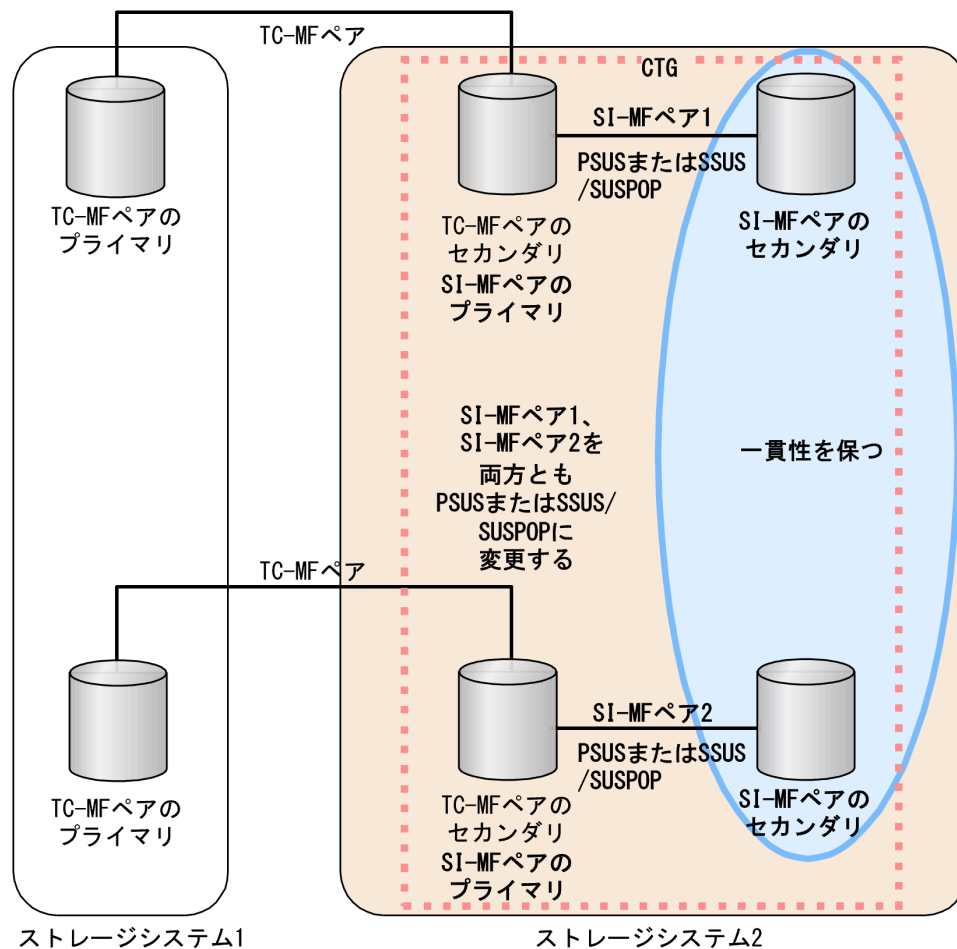 TC-MFペア
CTG
SI-MFペア1
PSUSまたはSSUS
/SUSPOP
TC-MFペアの
プライマリ
TC-MFペアの
セカンダリ
SI-MFペアの
プライマリ
SI-MFペアの
セカンダリ
SI-MFペア1、
SI-MFペア2を
両方とも
PSUSまたはSSUS/
SUSPOPに
変更する
一貫性を保つ
TC-MFペア
SI-MFペア2
PSUSまたはSSUS
/SUSPOP
TC-MFペアの
プライマリ
TC-MFペアの
セカンダリ
SI-MFペアの
プライマリ
SI-MFペアの
セカンダリ
ストレージシステム1
ストレージシステム2